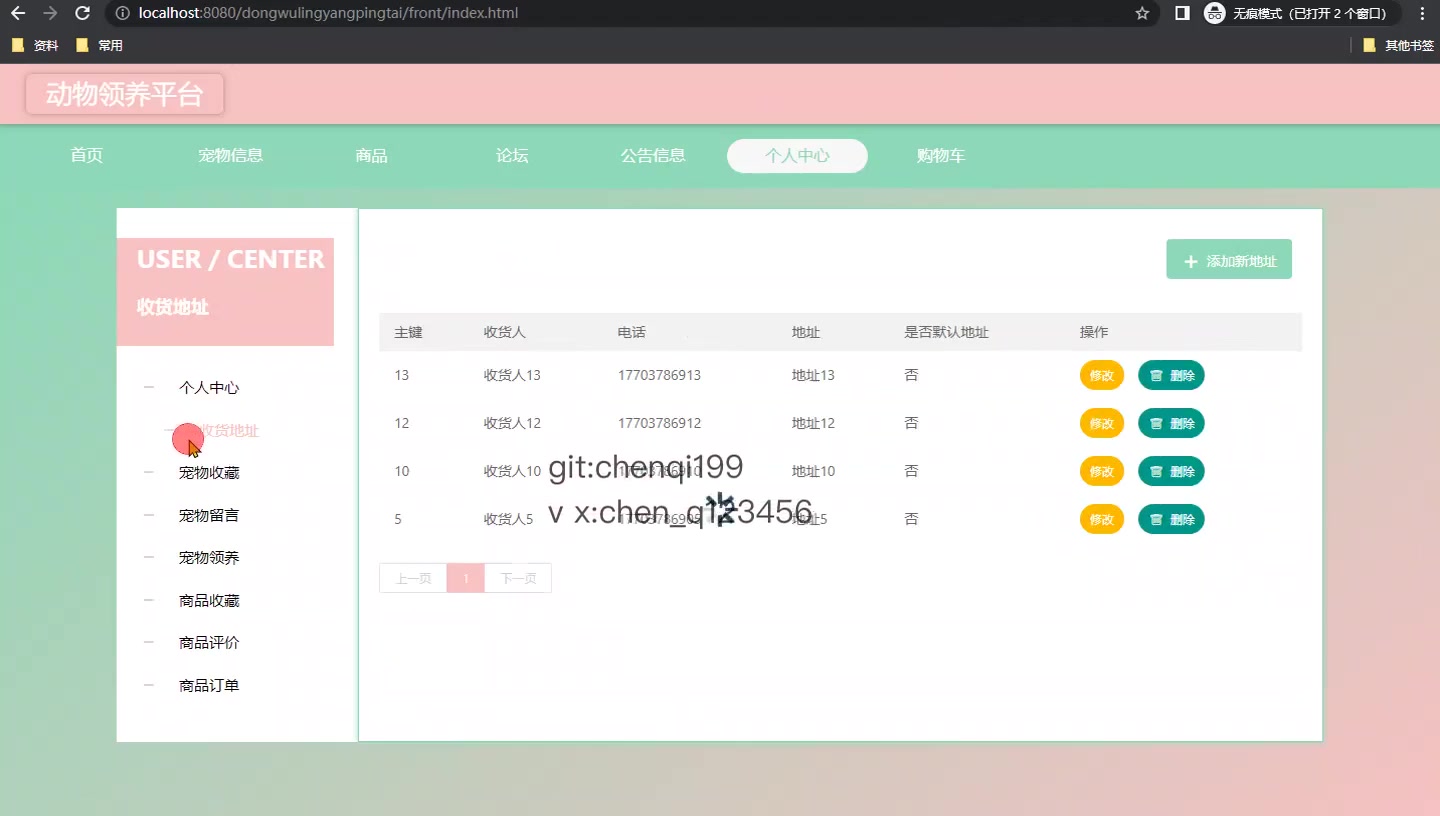 localhost:8080/dongwulingyangpingtai/front/index.html
无痕模式（已打开 2 个窗口）
资料 常用 其他书签
动物领养平台
首页 宠物信息 商品 论坛 公告信息 个人中心 购物车
USER / CENTER
收货地址
个人中心
收货地址
宠物收藏
宠物留言
宠物领养
商品收藏
商品评价
商品订单
添加新地址
主键 收货人 电话 地址 是否默认地址 操作
13 收货人13 17703786913 地址13 否 修改 删除
12 收货人12 17703786912 地址12 否 修改 删除
10 收货人10 17703786910 地址10 否 修改 删除
5 收货人5 17703786905 地址5 否 修改 删除
git:chenqi199
v x:chen_q123456
上一页 1 下一页